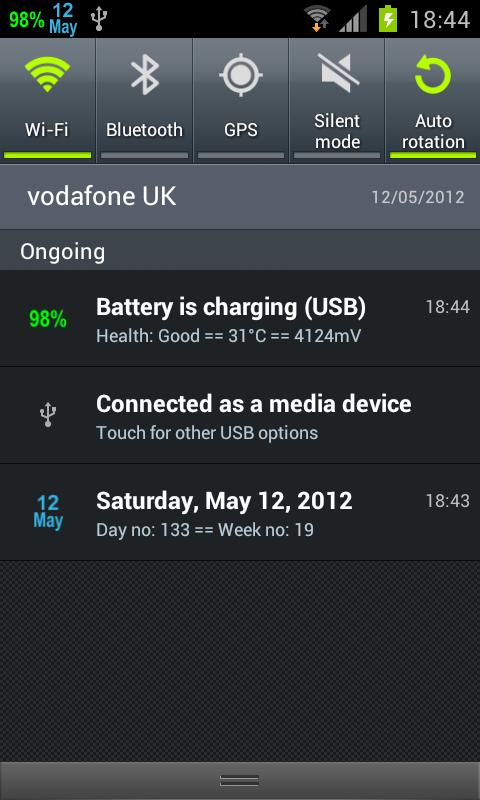 98% 12 May 18:44
Wi-Fi Bluetooth GPS Silent mode Auto rotation
vodafone UK 12/05/2012
Ongoing
98% Battery is charging (USB) 18:44
Health: Good == 31°C == 4124mV
Connected as a media device
Touch for other USB options
12 May Saturday, May 12, 2012 18:43
Day no: 133 == Week no: 19